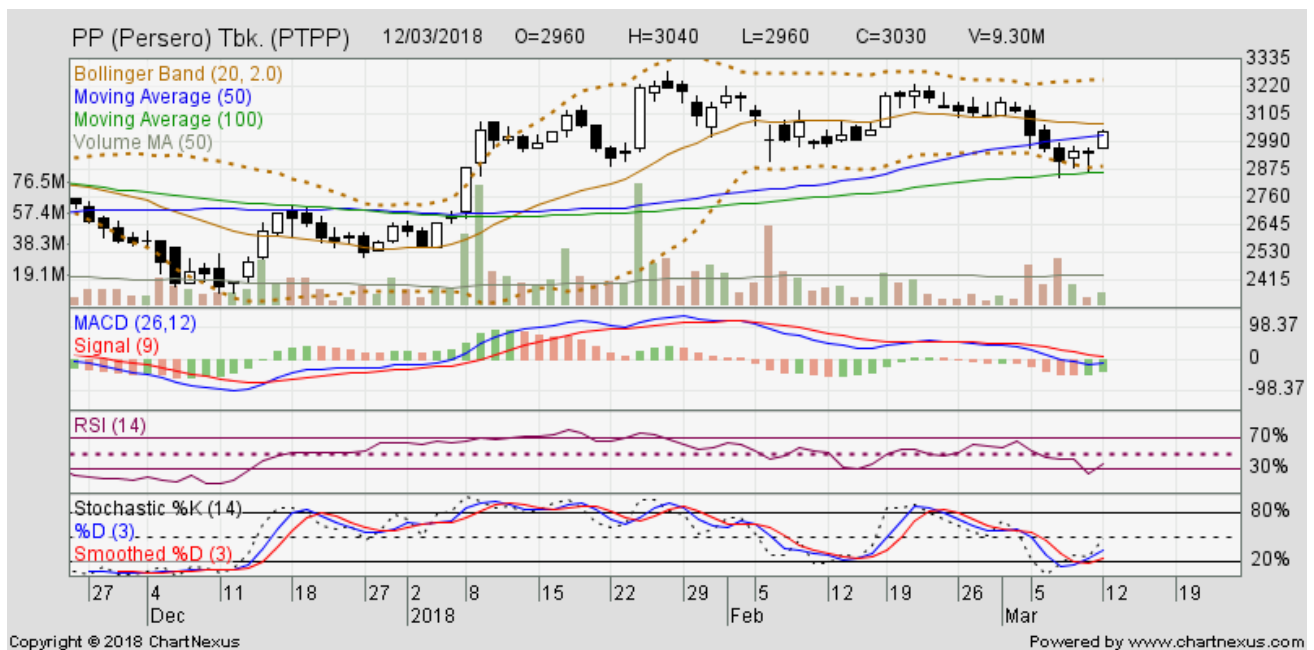 PP (Persero) Tbk. (PTPP) 12/03/2018 O=2960 H=3040 L=2960 C=3030 V=9.30M
Bollinger Band (20, 2.0)
Moving Average (50)
Moving Average (100)
Volume MA (50)
3335
3220
3105
2990
2875
2760
2645
2530
2415
76.5M
57.4M
38.3M
19.1M
MACD (26,12)
Signal (9)
98.37
0
-98.37
RSI (14)
70%
30%
Stochastic %K (14)
%D (3)
Smoothed %D (3)
80%
20%
27 4 11 18 27 2 8 15 22 29 5 12 19 26 5 12 19
Dec 2018 Feb Mar
Copyright © 2018 ChartNexus Powered by www.chartnexus.com